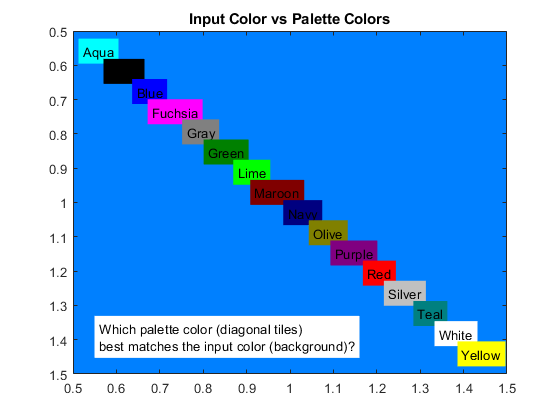 Input Color vs Palette Colors
0.5
0.6
0.7
0.8
0.9
1
1.1
1.2
1.3
1.4
1.5
Aqua
Blue
Fuchsia
Gray
Green
Lime
Maroon
Navy
Olive
Purple
Red
Silver
Teal
White
Yellow
Which palette color (diagonal tiles)
best matches the input color (background)?
0.5 0.6 0.7 0.8 0.9 1 1.1 1.2 1.3 1.4 1.5